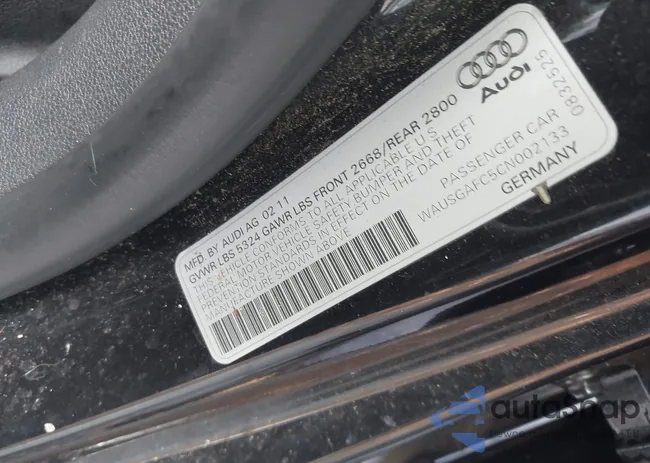 MFD. BY AUDI AG 02 11
GVWR LBS 5324 GAWR LBS FRONT 2668/REAR 2800
THIS VEHICLE CONFORMS TO ALL APPLICABLE U.S.
FEDERAL MOTOR VEHICLE SAFETY BUMPER AND THEFT
PREVENTION STANDARDS IN EFFECT ON THE DATE OF
MANUFACTURE SHOWN ABOVE
Audi
0832525
PASSENGER CAR
WAUSGAFC5CN002133
GERMANY
autoSnap